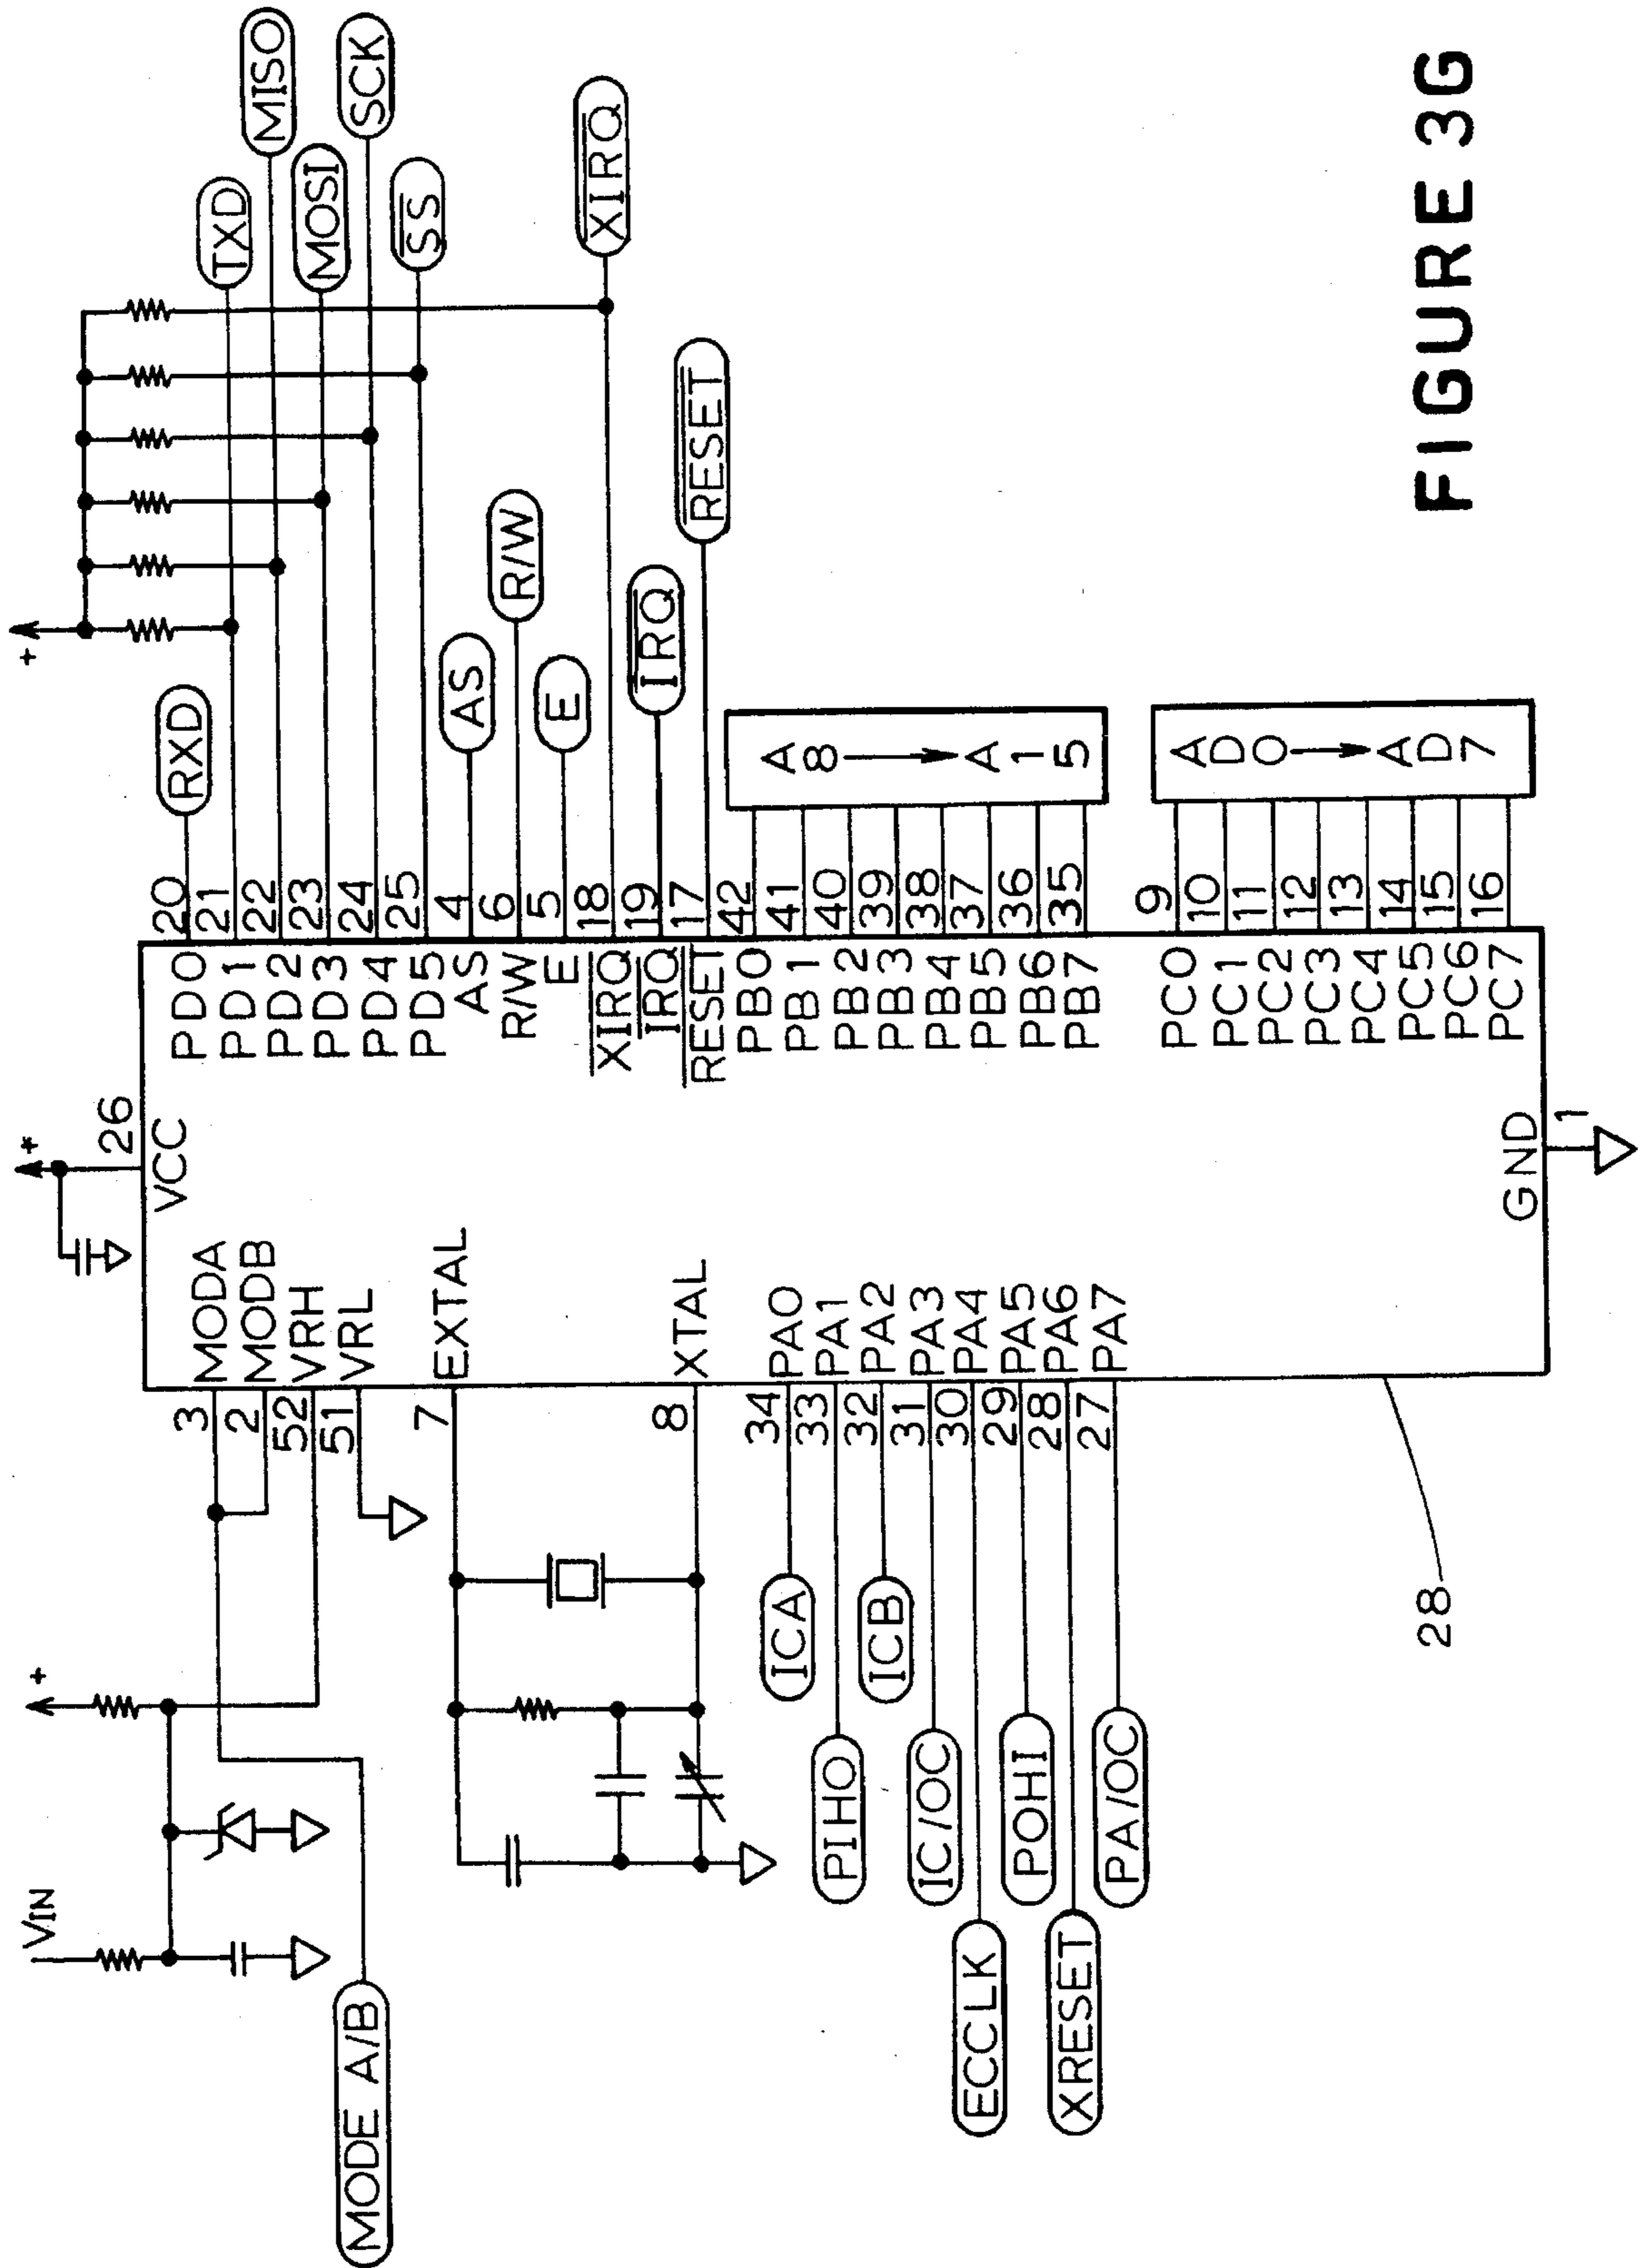 +
VIN
+
+
MODE A/B
3 MODA
2 MODB
52 VRH
51 VRL
7 EXTAL
8 XTAL
ICA 34 PA0
PIHO 33 PA1
ICB 32 PA2
IC/OC 31 PA3
ECCLK 30 PA4
POHI 29 PA5
XRESET 28 PA6
PA/OC 27 PA7
28
26
VCC
GND
1
PD0 20 RXD
PD1 21 TXD
PD2 22 MISO
PD3 23 MOSI
PD4 24 SCK
PD5 25 SS
AS 4 AS
R/W 6 R/W
E 5 E
XIRQ 18 XIRQ
IRQ 19 IRQ
RESET 17 RESET
PB0 42
PB1 41
PB2 40
PB3 39
PB4 38
PB5 37
PB6 36
PB7 35
A8→A15
PC0 9
PC1 10
PC2 11
PC3 12
PC4 13
PC5 14
PC6 15
PC7 16
AD0→AD7
+
FIGURE 3G